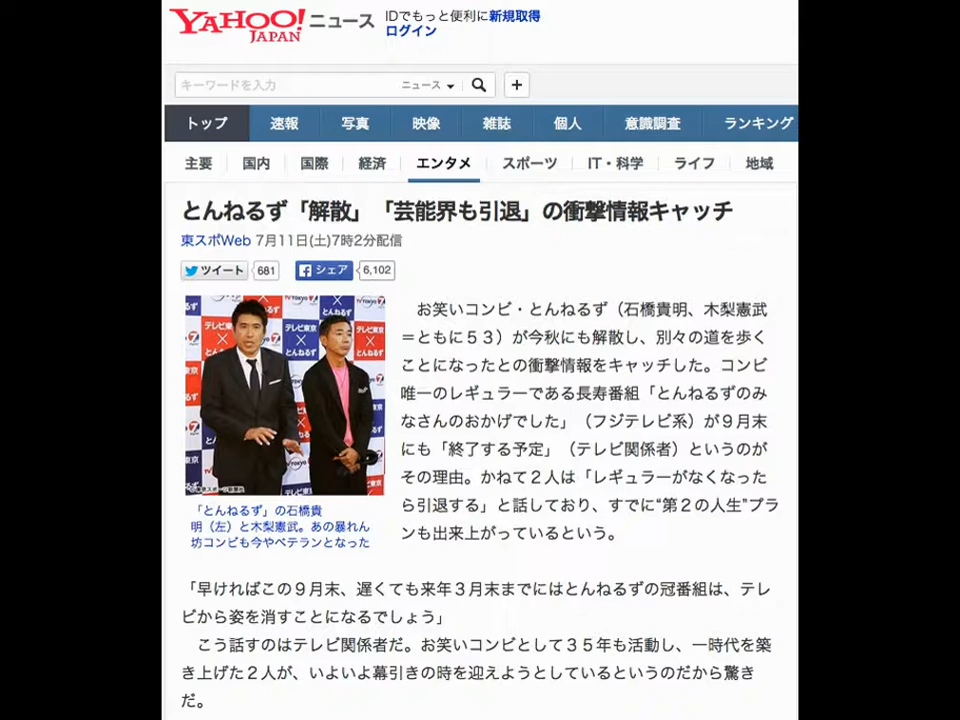 YAHOO! ニュース IDでもっと便利に新規取得
JAPAN ログイン
キーワードを入力 ニュース
トップ 速報 写真 映像 雑誌 個人 意識調査 ランキング
主要 国内 国際 経済 エンタメ スポーツ IT・科学 ライフ 地域
とんねるず「解散」「芸能界も引退」の衝撃情報キャッチ
東スポWeb 7月11日(土)7時2分配信
ツイート 681 シェア 6,102
お笑いコンビ・とんねるず（石橋貴明、木梨憲武
＝ともに５３）が今秋にも解散し、別々の道を歩く
ことになったとの衝撃情報をキャッチした。コンビ
唯一のレギュラーである長寿番組「とんねるずのみ
なさんのおかげでした」（フジテレビ系）が９月末
にも「終了する予定」（テレビ関係者）というのが
その理由。かねて２人は「レギュラーがなくなった
ら引退する」と話しており、すでに“第２の人生”プラ
ンも出来上がっているという。
テレビ東京
×
とんねるず
「とんねるず」の石橋貴
明（左）と木梨憲武。あの暴れん
坊コンビも今やベテランとなった
「早ければこの９月末、遅くても来年３月末までにはとんねるずの冠番組は、テレ
ビから姿を消すことになるでしょう」
こう話すのはテレビ関係者だ。お笑いコンビとして３５年も活動し、一時代を築
き上げた２人が、いよいよ幕引きの時を迎えようとしているというのだから驚き
だ。